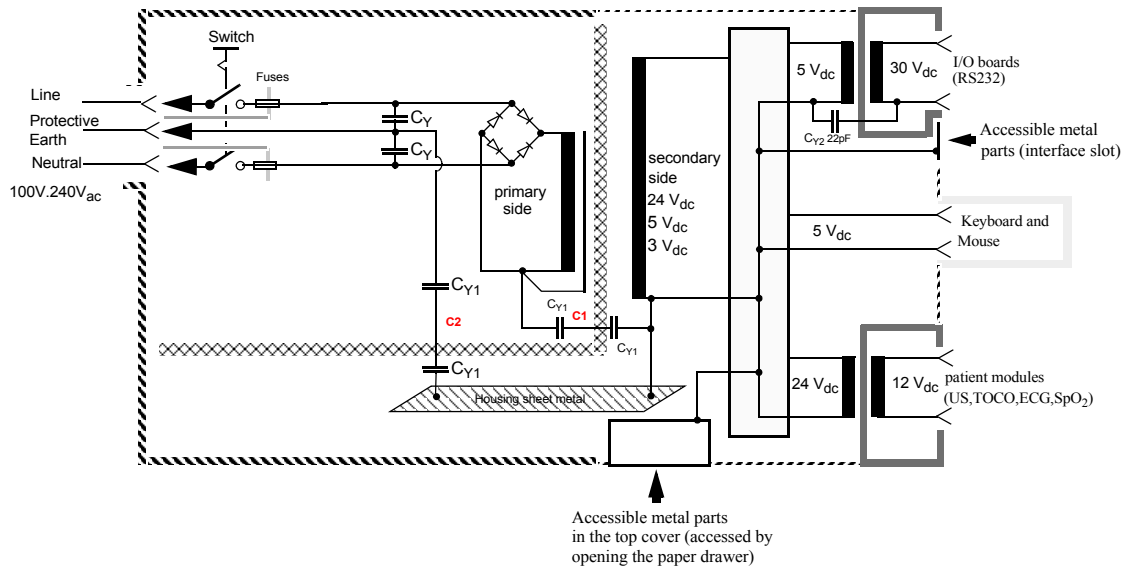 Switch
Fuses
Line
Protective
Earth
Neutral
100V.240Vac
CY
CY
primary
side
CY1
C2
CY1
CY1
C1
CY1
Housing sheet metal
secondary
side
24 Vdc
5 Vdc
3 Vdc
5 Vdc
30 Vdc
CY2 22pF
I/O boards
(RS232)
Accessible metal
parts (interface slot)
5 Vdc
Keyboard and
Mouse
24 Vdc
12 Vdc
patient modules
(US,TOCO,ECG,SpO2)
Accessible metal parts
in the top cover (accessed by
opening the paper drawer)